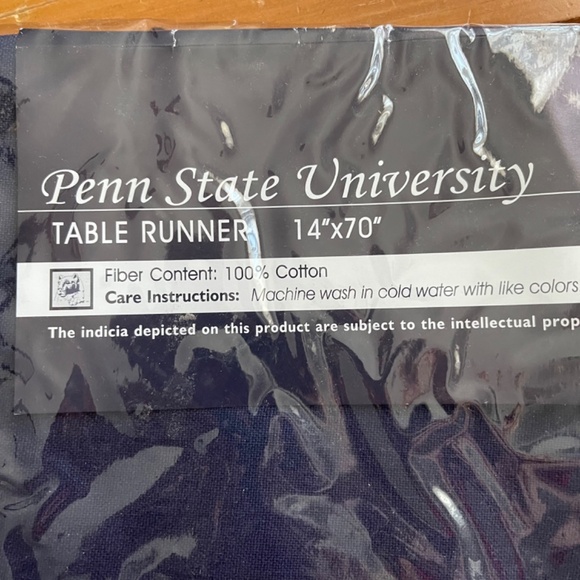 Penn State University
TABLE RUNNER 14"x70"
Fiber Content: 100% Cotton
Care Instructions: Machine wash in cold water with like colors
The indicia depicted on this product are subject to the intellectual prop